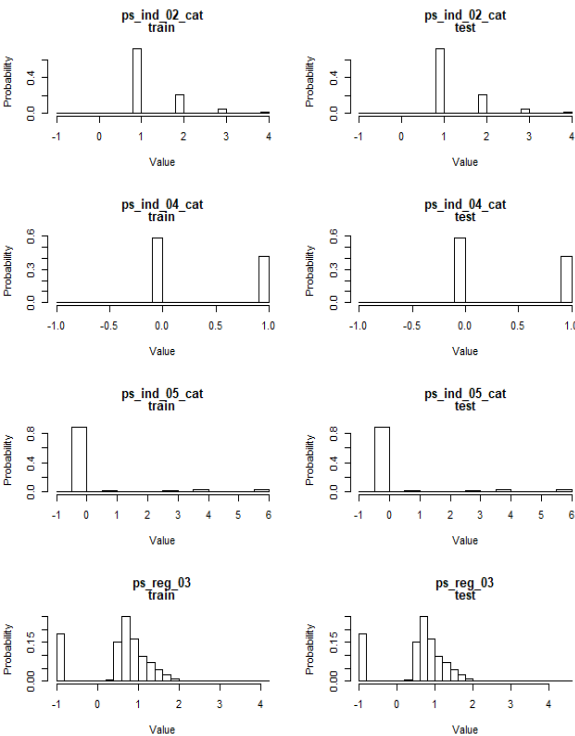 ps_ind_02_cat
train
Probability
0.0 0.4
-1 0 1 2 3 4
Value
ps_ind_02_cat
test
Probability
0.0 0.4
-1 0 1 2 3 4
Value
ps_ind_04_cat
train
Probability
0.0 0.3 0.6
-1.0 -0.5 0.0 0.5 1.0
Value
ps_ind_04_cat
test
Probability
0.0 0.3 0.6
-1.0 -0.5 0.0 0.5 1.0
Value
ps_ind_05_cat
train
Probability
0.0 0.4 0.8
-1 0 1 2 3 4 5 6
Value
ps_ind_05_cat
test
Probability
0.0 0.4 0.8
-1 0 1 2 3 4 5 6
Value
ps_reg_03
train
Probability
0.00 0.15
-1 0 1 2 3 4
Value
ps_reg_03
test
Probability
0.00 0.15
-1 0 1 2 3 4
Value